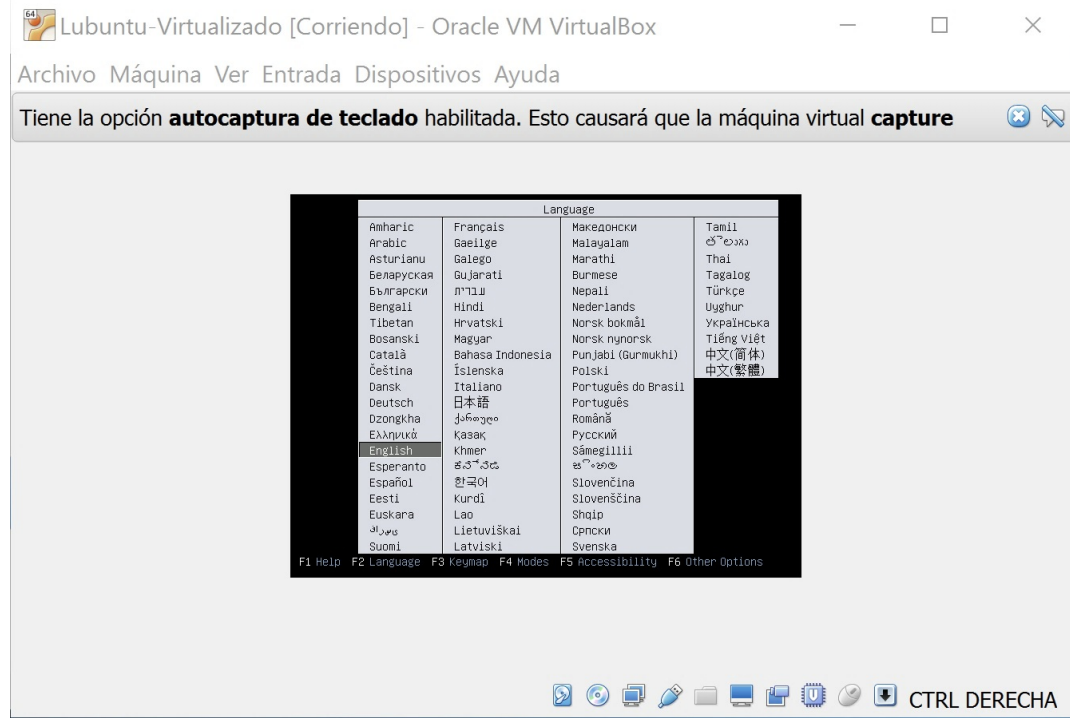 64
Lubuntu-Virtualizado [Corriendo] - Oracle VM VirtualBox
Archivo Máquina Ver Entrada Dispositivos Ayuda
Tiene la opción autocaptura de teclado habilitada. Esto causará que la máquina virtual capture
Language
Amharic
Arabic
Asturianu
Беларуская
Български
Bengali
Tibetan
Bosanski
Català
Čeština
Dansk
Deutsch
Dzongkha
Ελληνικά
English
Esperanto
Español
Eesti
Euskara
Suomi
Français
Gaeilge
Galego
Gujarati
עברית
Hindi
Hrvatski
Magyar
Bahasa Indonesia
Íslenska
Italiano
日本語
ქართული
Қазақ
Khmer
한국어
Kurdî
Lao
Lietuviškai
Latviski
Македонски
Malayalam
Marathi
Burmese
Nepali
Nederlands
Norsk bokmål
Norsk nynorsk
Punjabi (Gurmukhi)
Polski
Português do Brasil
Português
Română
Русский
Sámegillii
Slovenčina
Slovenščina
Shqip
Српски
Svenska
Tamil
Thai
Tagalog
Türkçe
Uyghur
Українська
Tiếng Việt
中文(简体)
中文(繁體)
F1 Help F2 Language F3 Keymap F4 Modes F5 Accessibility F6 Other Options
CTRL DERECHA